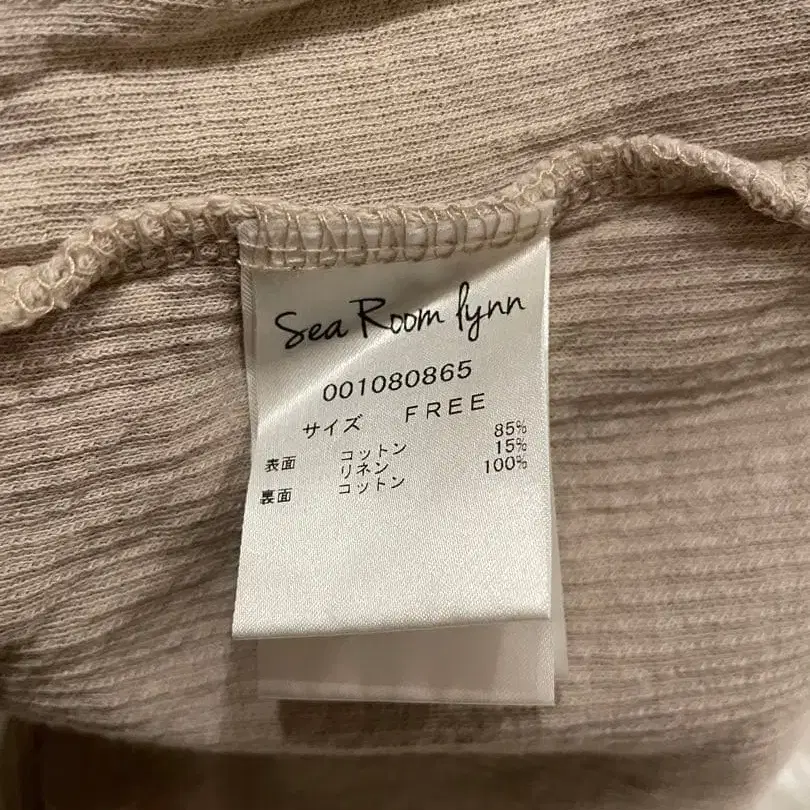 Sea Room lynn
001080865
サイズ FREE
表面 コットン 85%
リネン 15%
裏面 コットン 100%